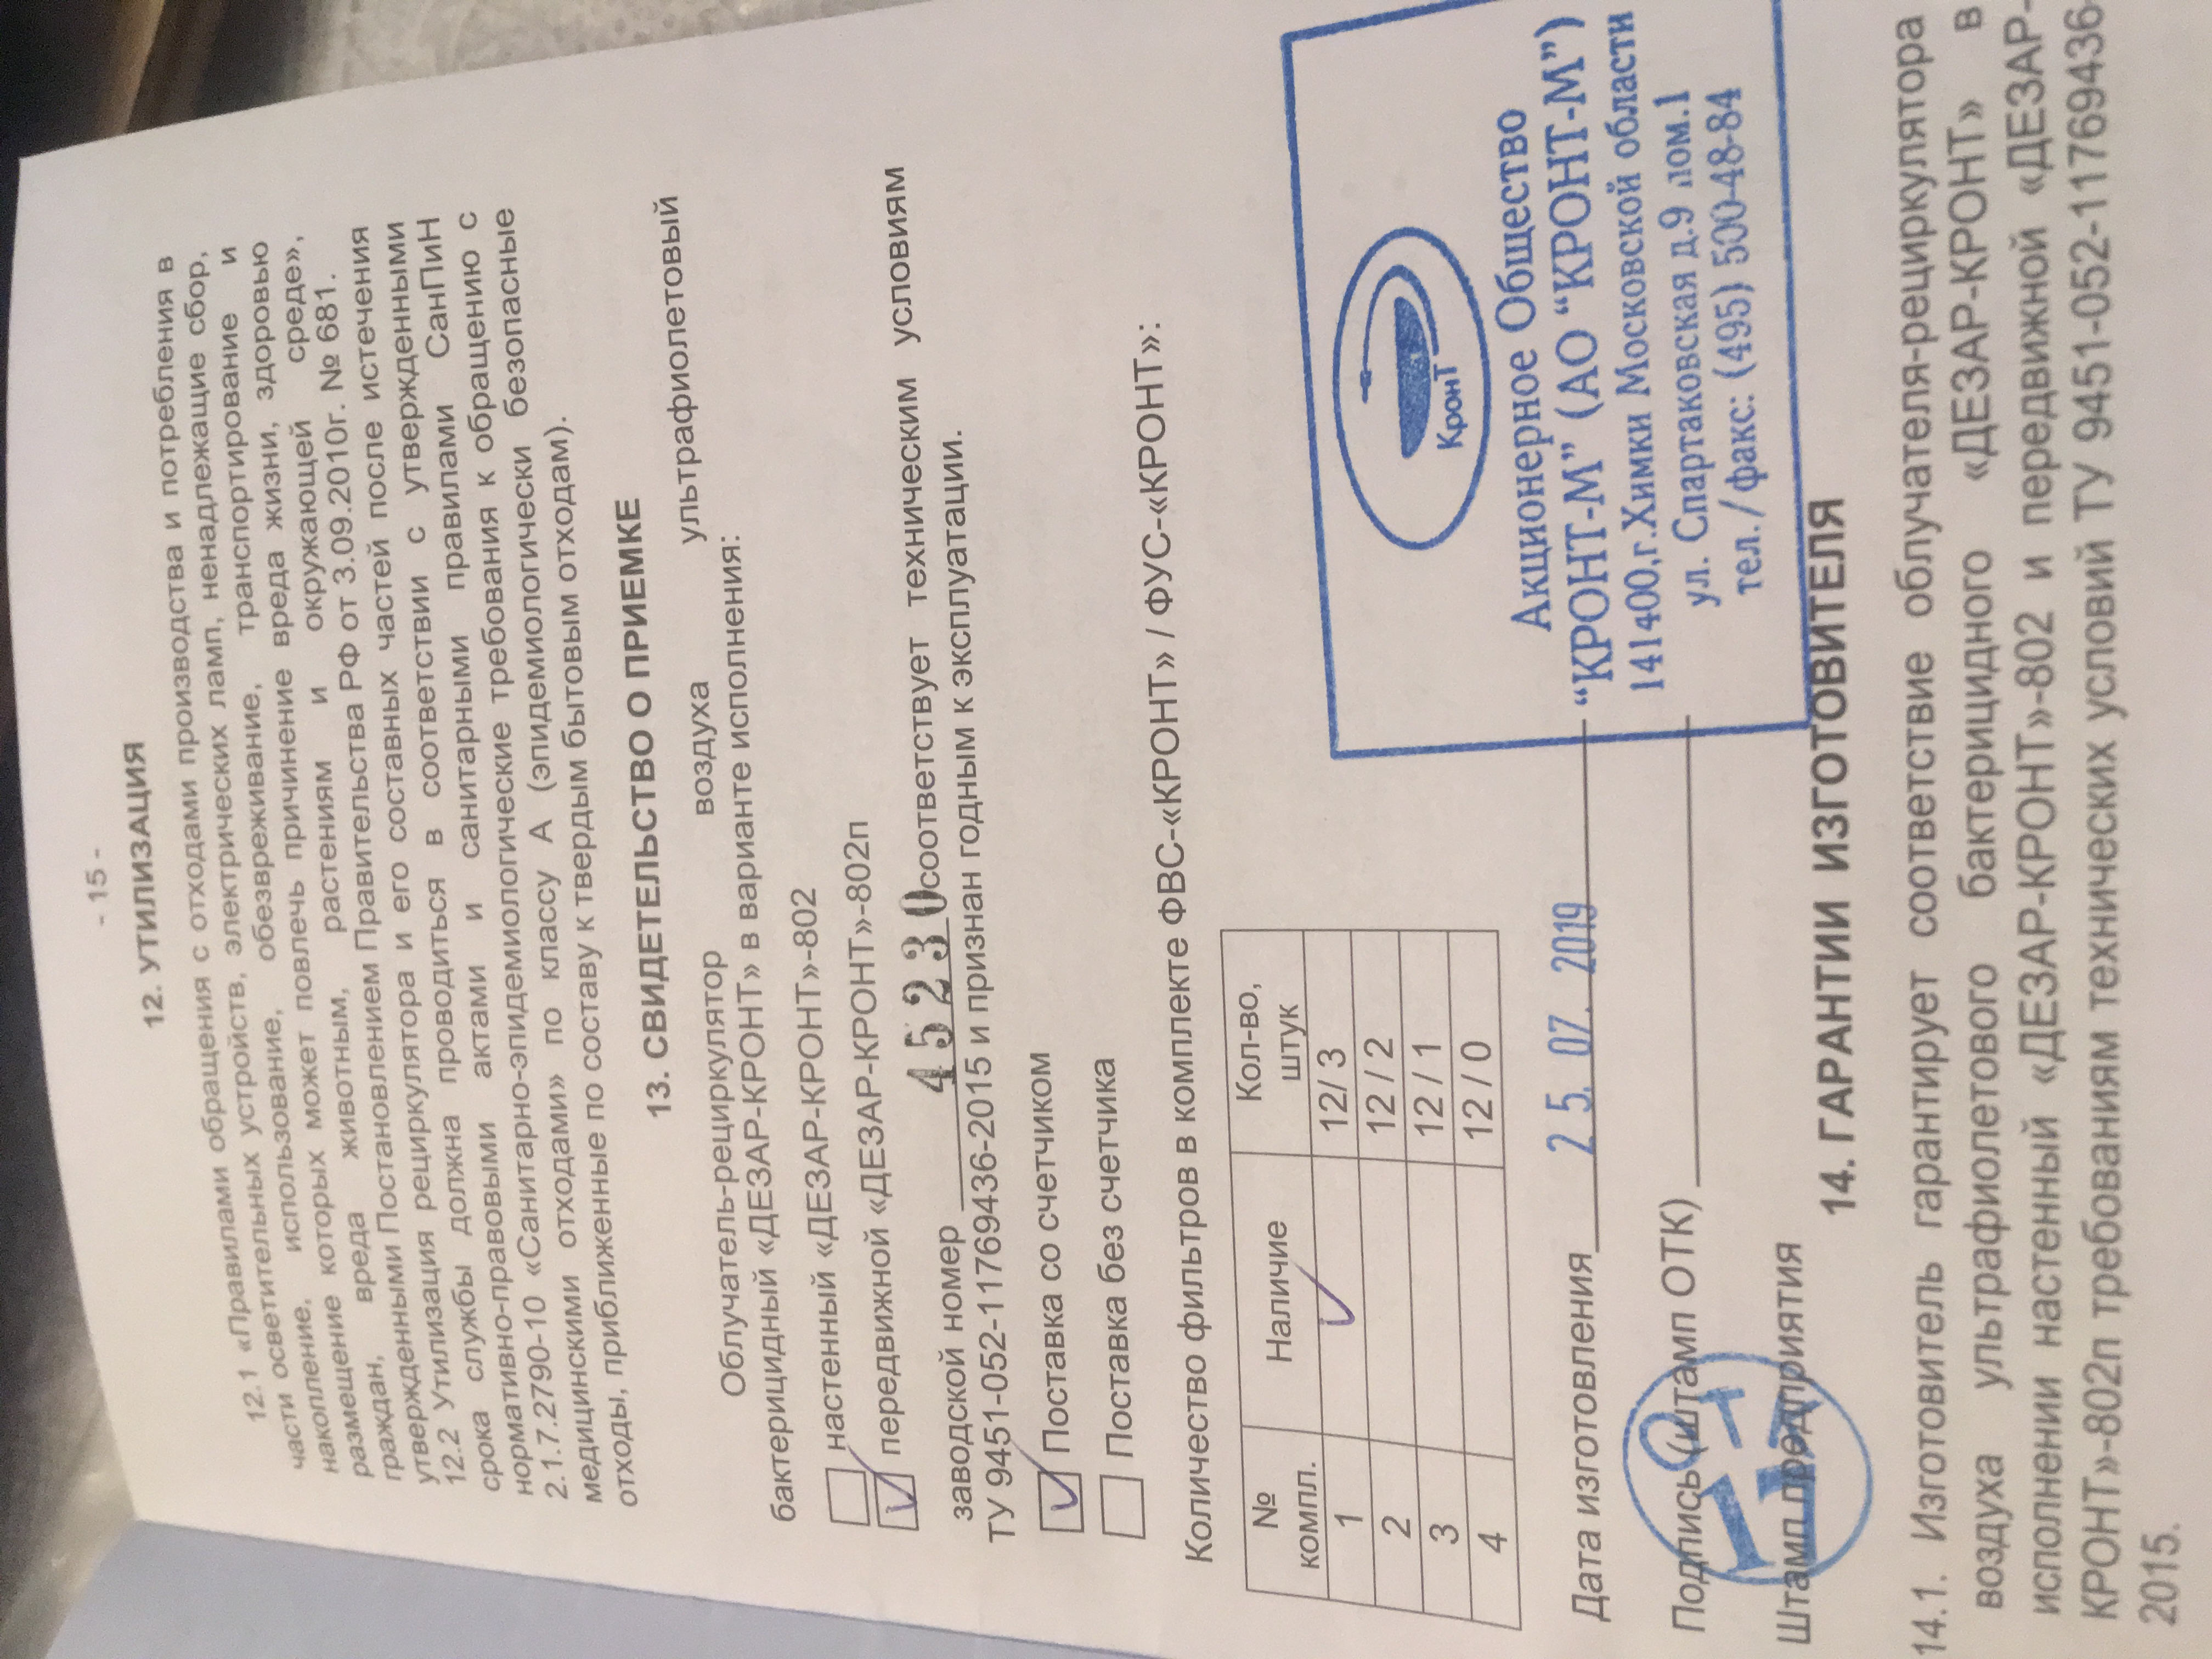 - 15 -
12. УТИЛИЗАЦИЯ
12.1 «Правилами обращения с отходами производства и потребления в
части осветительных устройств, электрических ламп, ненадлежащие сбор,
накопление, использование, обезвреживание, транспортирование и
размещение которых может повлечь причинение вреда жизни, здоровью
граждан, вреда животным, растениям и окружающей среде»,
утвержденными Постановлением Правительства РФ от 3.09.2010г. № 681.
12.2 Утилизация рециркулятора и его составных частей после истечения
срока службы должна проводиться в соответствии с утвержденными
нормативно-правовыми актами и санитарными правилами СанПиН
2.1.7.2790-10 «Санитарно-эпидемиологические требования к обращению с
медицинскими отходами» по классу А (эпидемиологически безопасные
отходы, приближенные по составу к твердым бытовым отходам).
13. СВИДЕТЕЛЬСТВО О ПРИЕМКЕ
Облучатель-рециркулятор воздуха ультрафиолетовый
бактерицидный «ДЕЗАР-КРОНТ» в варианте исполнения:
настенный «ДЕЗАР-КРОНТ»-802
передвижной «ДЕЗАР-КРОНТ»-802п
заводской номер 45230 соответствует техническим условиям
ТУ 9451-052-11769436-2015 и признан годным к эксплуатации.
Поставка со счетчиком
Поставка без счетчика
Количество фильтров в комплекте ФВС-«КРОНТ» / ФУС-«КРОНТ»:
№ компл. Наличие Кол-во, штук
1 12/ 3
2 12 / 2
3 12 / 1
4 12 / 0
КронТ
Акционерное Общество
“КРОНТ-М” (АО “КРОНТ-М”)
141400,г.Химки Московской области
ул. Спартаковская д.9 пом.1
тел./факс: (495) 500-48-84
Дата изготовления 25. 07. 2019
Подпись (штамп ОТК)
Штамп предприятия
14. ГАРАНТИИ ИЗГОТОВИТЕЛЯ
14.1. Изготовитель гарантирует соответствие облучателя-рециркулятора
воздуха ультрафиолетового бактерицидного «ДЕЗАР-КРОНТ» в
исполнении настенный «ДЕЗАР-КРОНТ»-802 и передвижной «ДЕЗАР-
КРОНТ»-802п требованиям технических условий ТУ 9451-052-11769436-
2015.